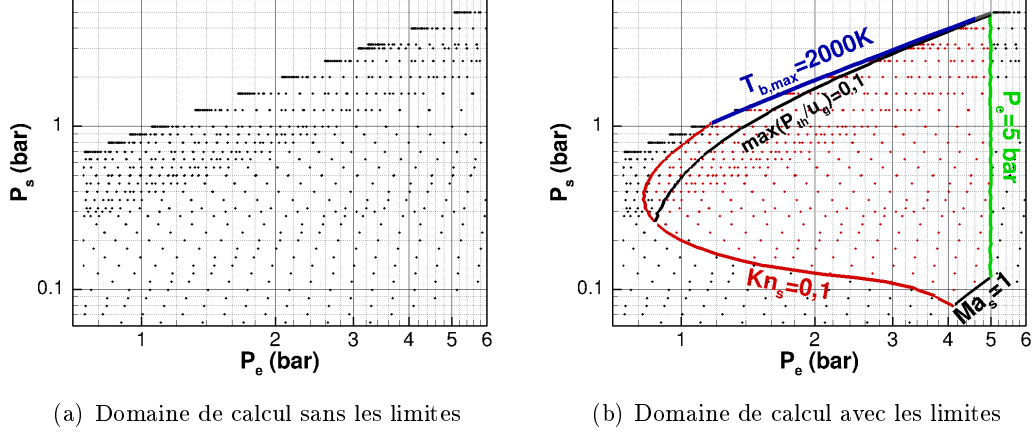 P_s (bar)
1
0.1
1 2 3 4 5 6
P_e (bar)
(a) Domaine de calcul sans les limites
P_s (bar)
1
0.1
T_b,max=2000K
max(P_th/u_g)=0,1
P_e=5 bar
Kn_s=0,1
Ma_s=1
1 2 3 4 5 6
P_e (bar)
(b) Domaine de calcul avec les limites